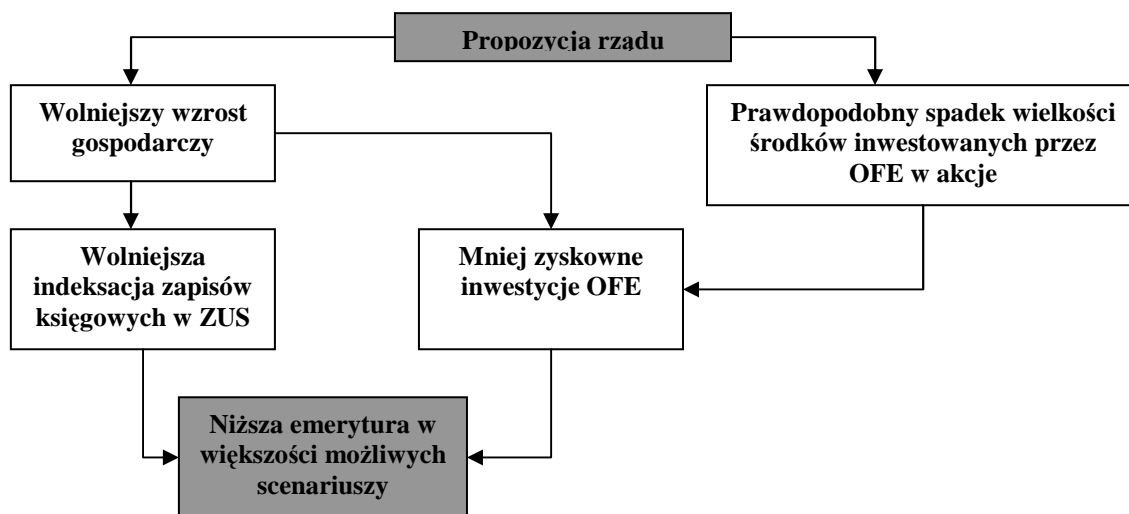 Propozycja rządu
Wolniejszy wzrost
gospodarczy
Prawdopodobny spadek wielkości
środków inwestowanych przez
OFE w akcje
Wolniejsza
indeksacja zapisów
księgowych w ZUS
Mniej zyskowne
inwestycje OFE
Niższa emerytura w
większości możliwych
scenariuszy